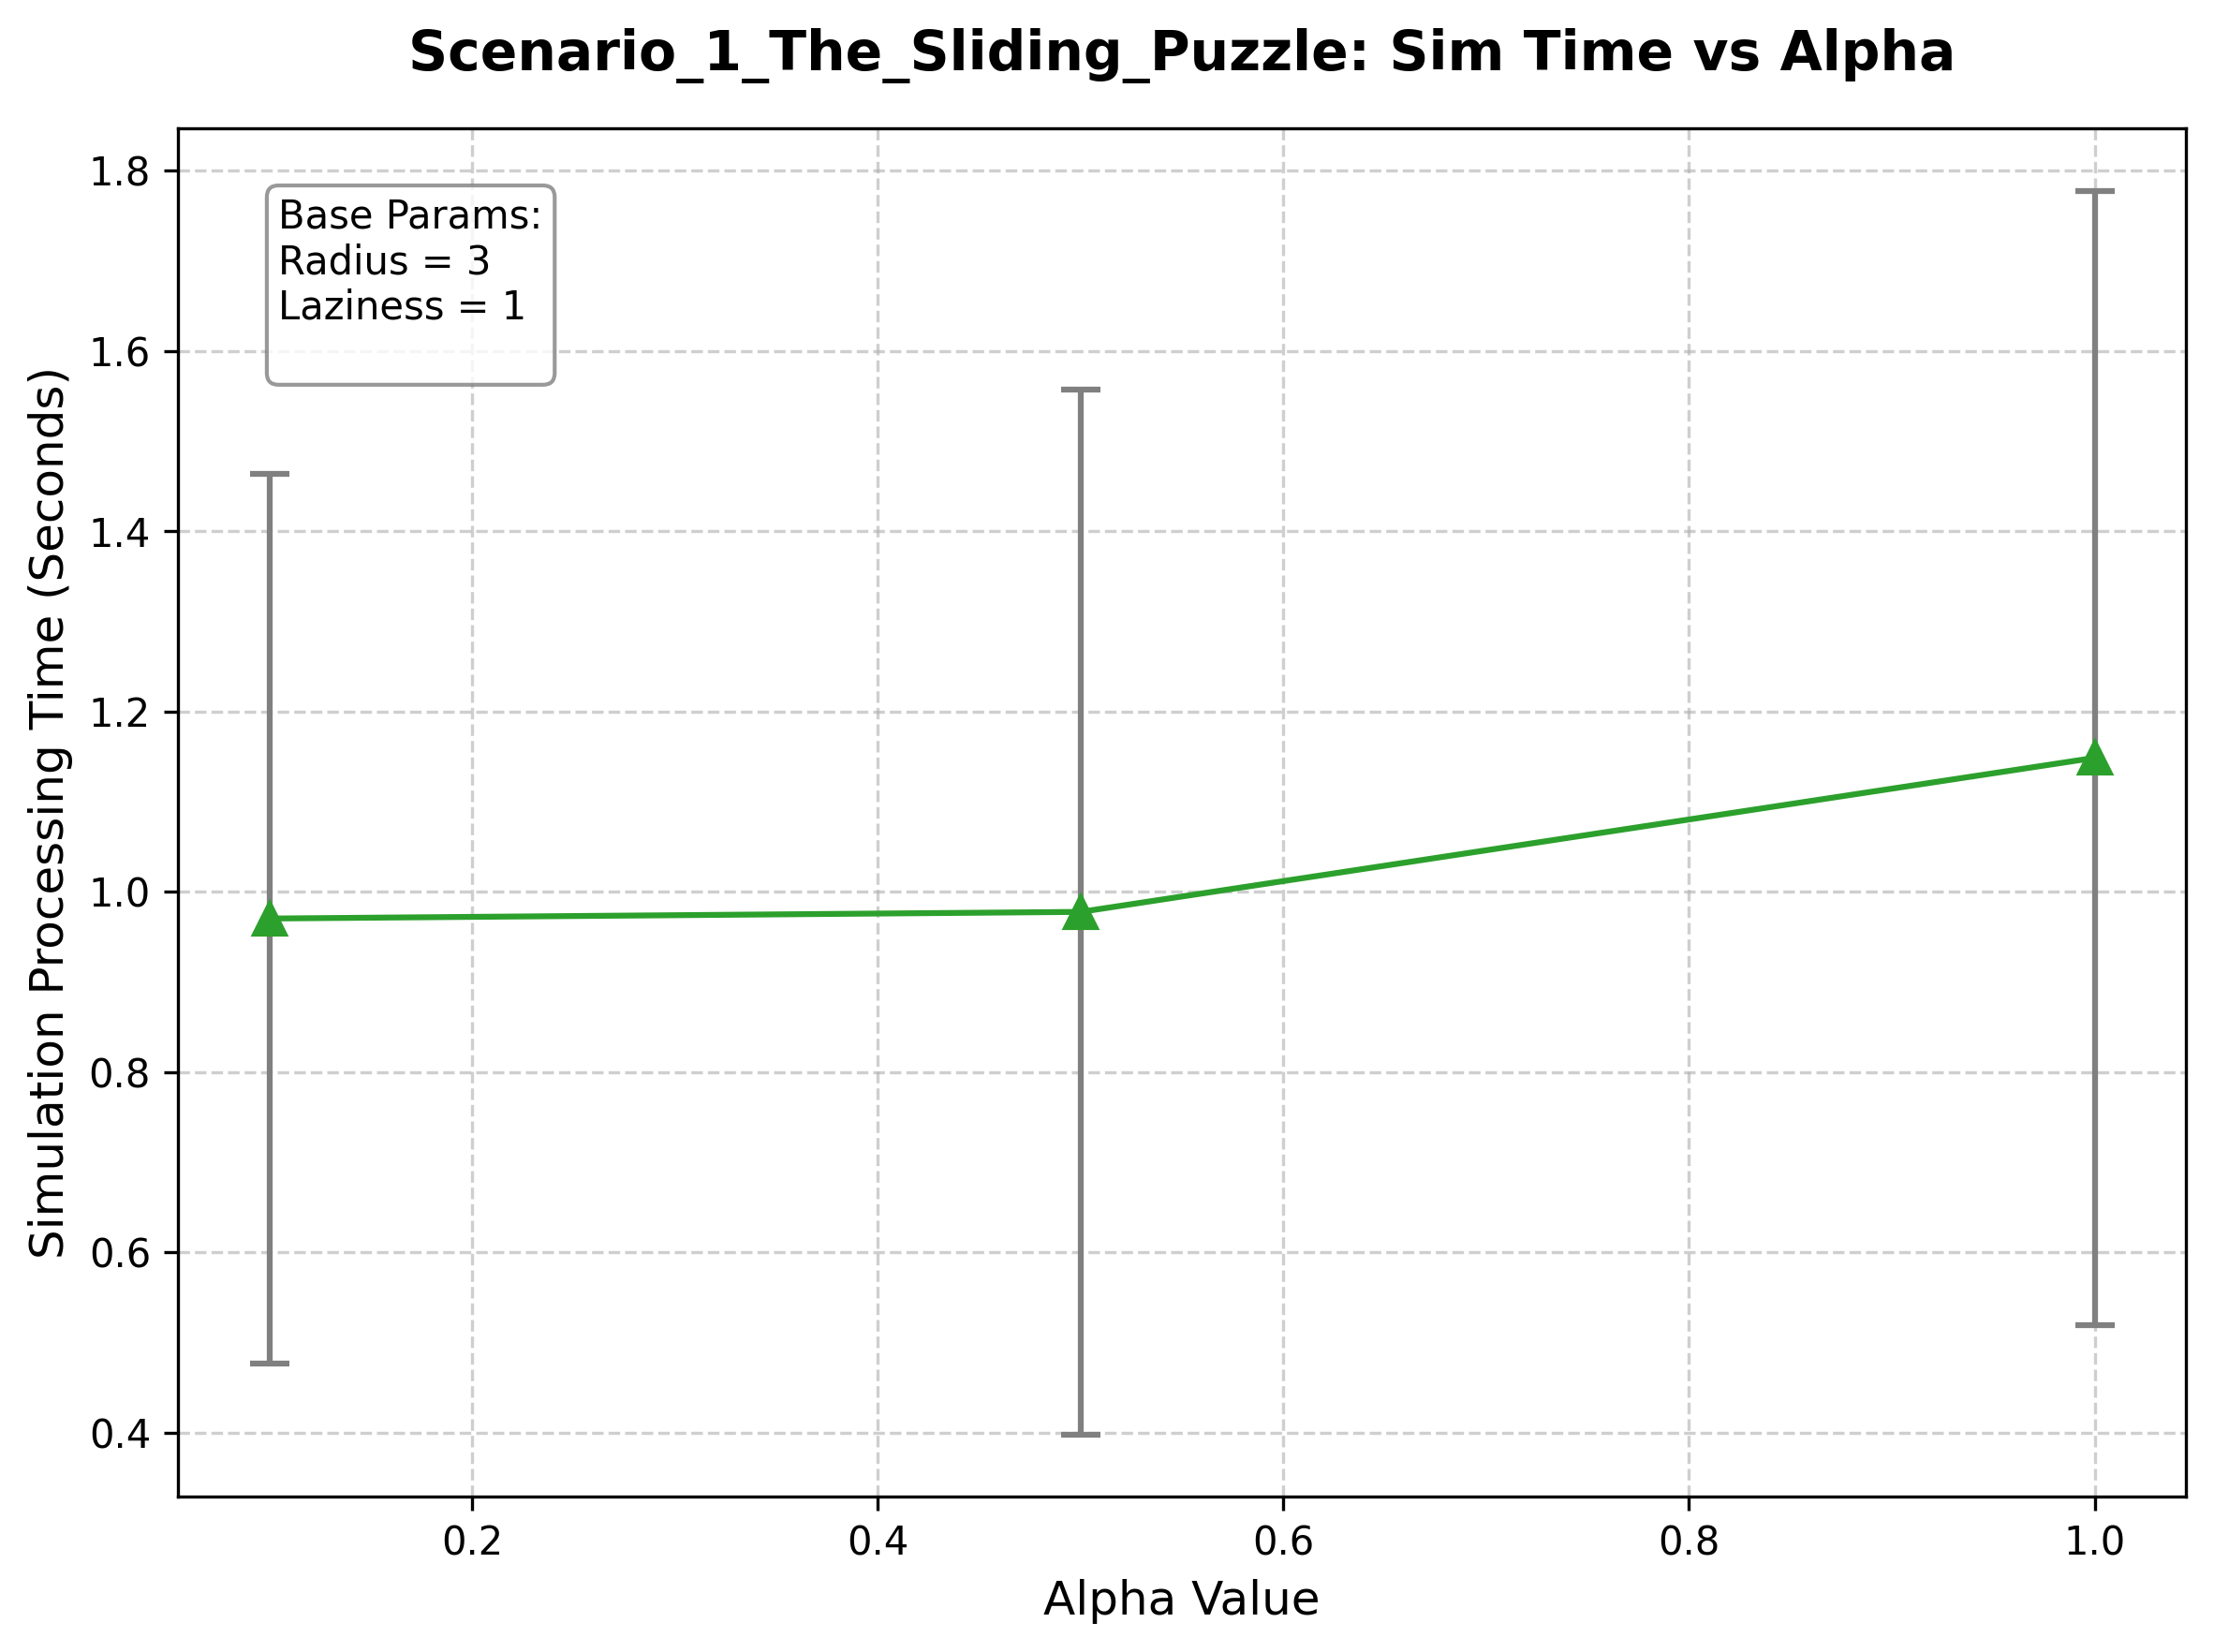 Scenario_1_The_Sliding_Puzzle: Sim Time vs Alpha
Base Params:
Radius = 3
Laziness = 1
Simulation Processing Time (Seconds)
1.8
1.6
1.4
1.2
1.0
0.8
0.6
0.4
0.2
0.4
0.6
0.8
1.0
Alpha Value